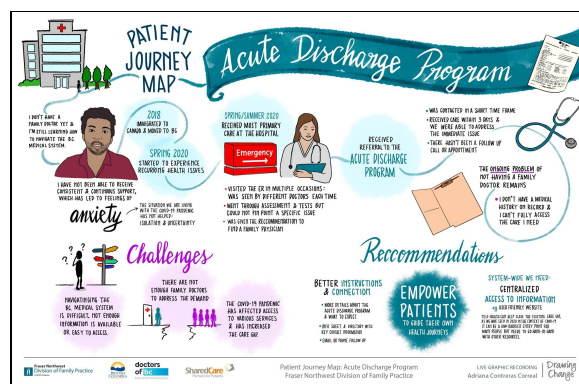 PATIENT
JOURNEY
MAP
Acute Discharge Program
I DON'T HAVE A
FAMILY DOCTOR YET &
I'M STILL LEARNING HOW
TO NAVIGATE THE B.C.
MEDICAL SYSTEM.
2018
IMMIGRATED TO
CANADA & MOVED TO BC
SPRING 2020
STARTED TO EXPERIENCE
RECURRING HEALTH ISSUES
I HAVE NOT BEEN ABLE TO RECEIVE
CONSISTENT & CONTINUOUS SUPPORT,
WHICH HAS LED TO FEELINGS OF
anxiety
THE SITUATION WE ARE LIVING
WITH THE COVID-19 PANDEMIC
HAS NOT HELPED:
ISOLATION & UNCERTAINTY
SPRING/SUMMER 2020
RECEIVED MOST PRIMARY
CARE AT THE HOSPITAL
Emergency
• VISITED THE ER IN MULTIPLE OCCASIONS:
WAS SEEN BY DIFFERENT DOCTORS EACH TIME
• WENT THROUGH ASSESSMENT & TESTS BUT
COULD NOT PIN POINT A SPECIFIC ISSUE
• WAS GIVEN THE RECOMMENDATION TO
FIND A FAMILY PHYSICIAN
RECEIVED
REFERRAL TO THE
ACUTE DISCHARGE
PROGRAM
• WAS CONTACTED IN A SHORT TIME FRAME
• RECEIVED CARE WITHIN 3 DAYS &
WE WERE ABLE TO ADDRESS
THE IMMEDIATE ISSUE
• THERE HASN'T BEEN A FOLLOW UP
CALL OR APPOINTMENT
THE ONGOING PROBLEM OF
NOT HAVING A FAMILY
DOCTOR REMAINS
• I DON'T HAVE A MEDICAL
HISTORY ON RECORD &
I CAN'T FULLY ACCESS
THE CARE I NEED
Challenges
NAVIGATING THE
BC MEDICAL SYSTEM
IS DIFFICULT, NOT ENOUGH
INFORMATION IS AVAILABLE
OR EASY TO ACCESS.
THERE ARE NOT
ENOUGH FAMILY DOCTORS
TO ADDRESS THE DEMAND
THE COVID-19 PANDEMIC
HAS AFFECTED ACCESS
TO VARIOUS SERVICES
& HAS INCREASED
THE CARE GAP
Reccommendations
BETTER INSTRUCTIONS
& CONNECTION
• MORE DETAILS ABOUT THE
ACUTE DISCHARGE PROGRAM
& WHAT TO EXPECT
• INFO SHEET & DIRECTORY WITH
KEY CONTACT INFORMATION
• EMAIL OR PHONE FOLLOW UP
EMPOWER
PATIENTS
TO GUIDE THEIR OWN
HEALTH JOURNEYS
SYSTEM-WIDE WE NEED:
CENTRALIZED
ACCESS TO INFORMATION
eg USER FRIENDLY WEBSITE
Fraser Northwest
Division of Family Practice
BRITISH
COLUMBIA
doctors
of bc
SharedCare
Patient Journey Map: Acute Discharge Program
Fraser Northwest Division of Family Practice
LIVE GRAPHIC RECORDING
Adriana Contreras Correal
Drawing
Change